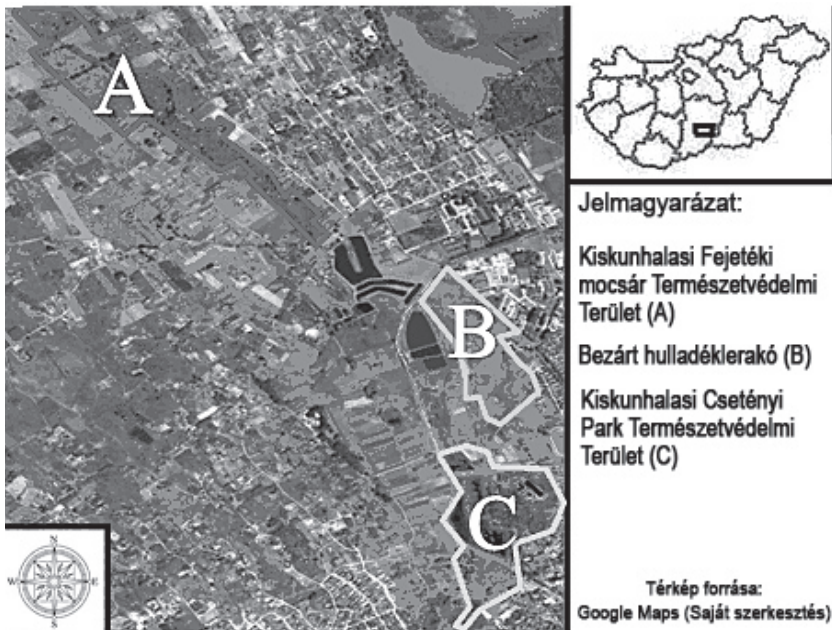 A
B
C
N
W
E
S
Jelmagyarázat:
Kiskunhalasi Fejetéki
mocsár Természetvédelmi
Terület (A)
Bezárt hulladéklerakó (B)
Kiskunhalasi Csetényi
Park Természetvédelmi
Terület (C)
Térkép forrása:
Google Maps (Saját szerkesztés)